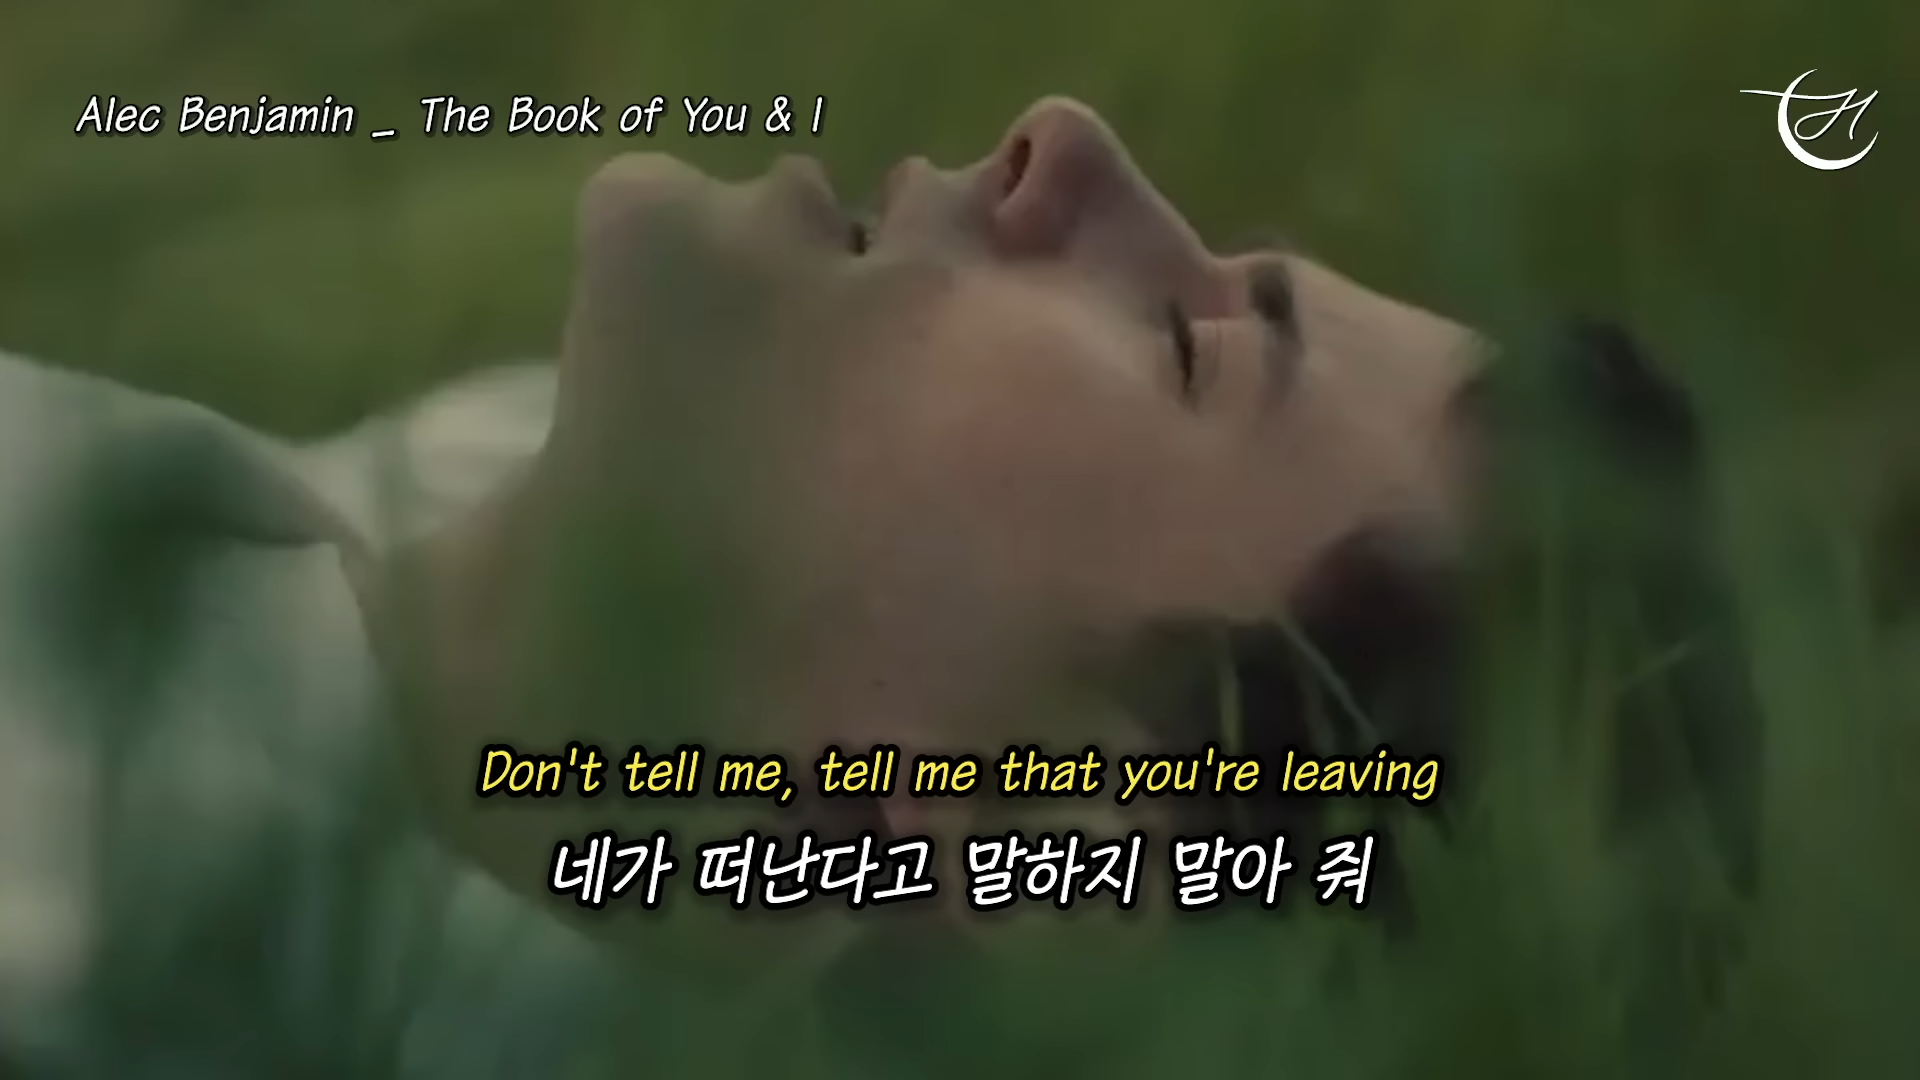 Alec Benjamin _ The Book of You & I
Don't tell me, tell me that you're leaving
네가 떠난다고 말하지 말아 줘